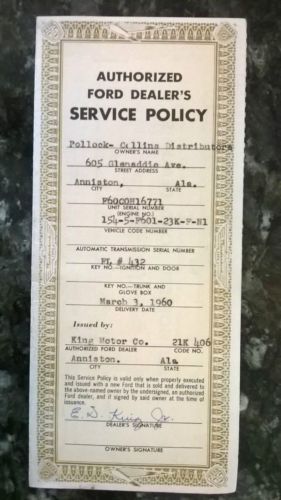 AUTHORIZED
FORD DEALER'S
SERVICE POLICY
Pollock- Collins Distributors
OWNER'S NAME
605 Glenaddie Ave.
STREET ADDRESS
Anniston, Ala.
CITY STATE
F60C0H16771
UNIT SERIAL NUMBER
(ENGINE NO.)
154-5-F601-23K-F-H1
VEHICLE CODE NUMBER
AUTOMATIC TRANSMISSION SERIAL NUMBER
FL # 432
KEY NO.—IGNITION AND DOOR
KEY NO.—TRUNK AND
GLOVE BOX
March 3, 1960
DELIVERY DATE
Issued by:
King Motor Co. 21K 406
AUTHORIZED FORD DEALER CODE NO.
Anniston. Ala
CITY STATE
This Service Policy is valid only when properly executed
and issued with a new Ford that is sold and delivered to
the above-named owner by the undersigned, an authorized
Ford dealer, and if signed by said owner at the time of
issuance.
E. D. King Jr.
DEALER'S SIGNATURE
OWNER'S SIGNATURE